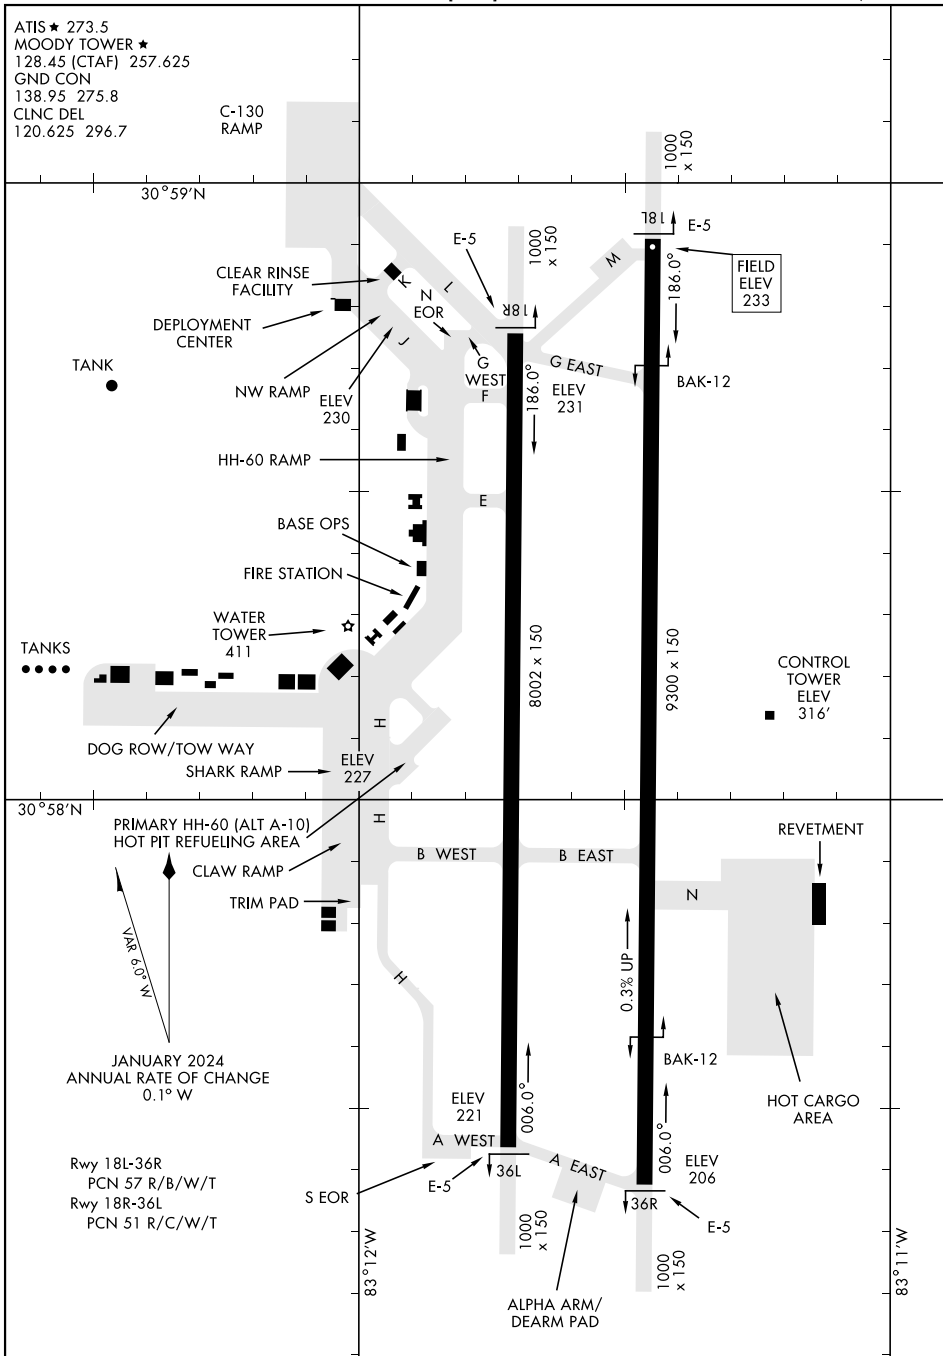 ATIS ★ 273.5
MOODY TOWER ★
128.45 (CTAF) 257.625
GND CON
138.95 275.8
CLNC DEL
120.625 296.7
C-130
RAMP
1000
x 150
30°59'N
E-5
1000
x 150
18L
E-5
CLEAR RINSE
FACILITY
K
N
EOR
L
W
186.0°
FIELD
ELEV
233
DEPLOYMENT
CENTER
18R
J
TANK
NW RAMP
ELEV
230
G
WEST
F
186.0°
G EAST
ELEV
231
BAK-12
HH-60 RAMP
E
BASE OPS
FIRE STATION
WATER
TOWER
411
TANKS
8002 x 150
9300 x 150
CONTROL
TOWER
ELEV
316'
H
DOG ROW/TOW WAY
SHARK RAMP
ELEV
227
30°58'N
PRIMARY HH-60 (ALT A-10)
HOT PIT REFUELING AREA
H
REVETMENT
B WEST
B EAST
CLAW RAMP
TRIM PAD
N
VAR 6.0° W
H
0.3% UP
JANUARY 2024
ANNUAL RATE OF CHANGE
0.1° W
BAK-12
ELEV
221
006.0°
HOT CARGO
AREA
A WEST
A EAST
006.0°
ELEV
206
Rwy 18L-36R
PCN 57 R/B/W/T
Rwy 18R-36L
PCN 51 R/C/W/T
S EOR
E-5
36L
36R
E-5
83°12'W
1000
x 150
1000
x 150
83°11'W
ALPHA ARM/
DEARM PAD